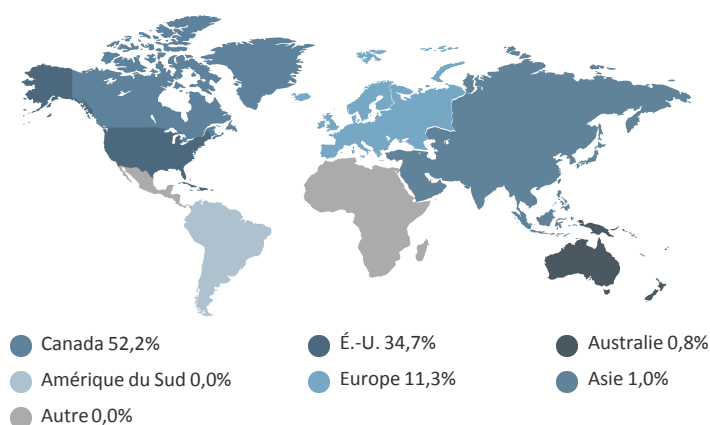 Canada 52,2%
É.-U. 34,7%
Australie 0,8%
Amérique du Sud 0,0%
Europe 11,3%
Asie 1,0%
Autre 0,0%